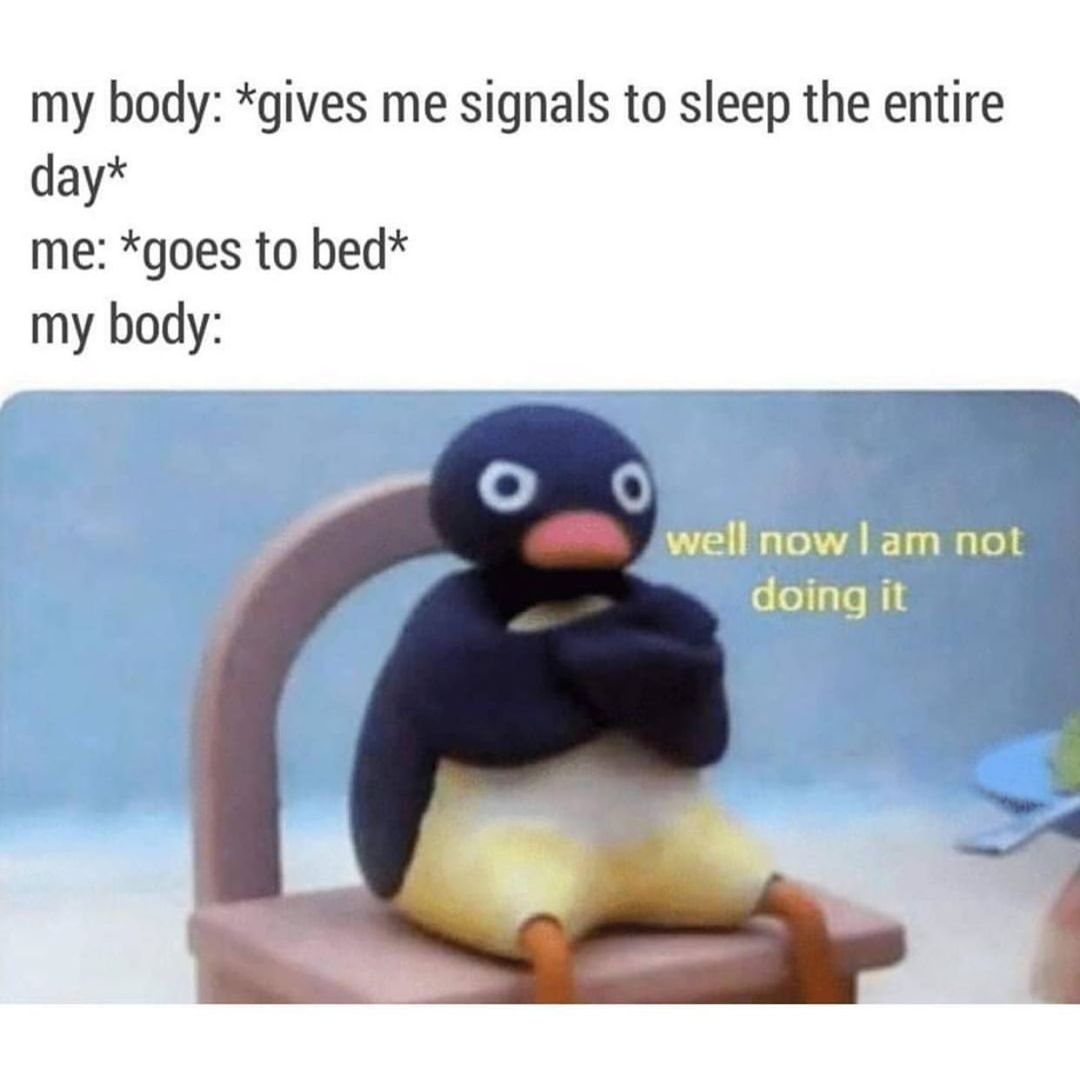 my body: *gives me signals to sleep the entire
day*
me: *goes to bed*
my body:
well now I am not
doing it